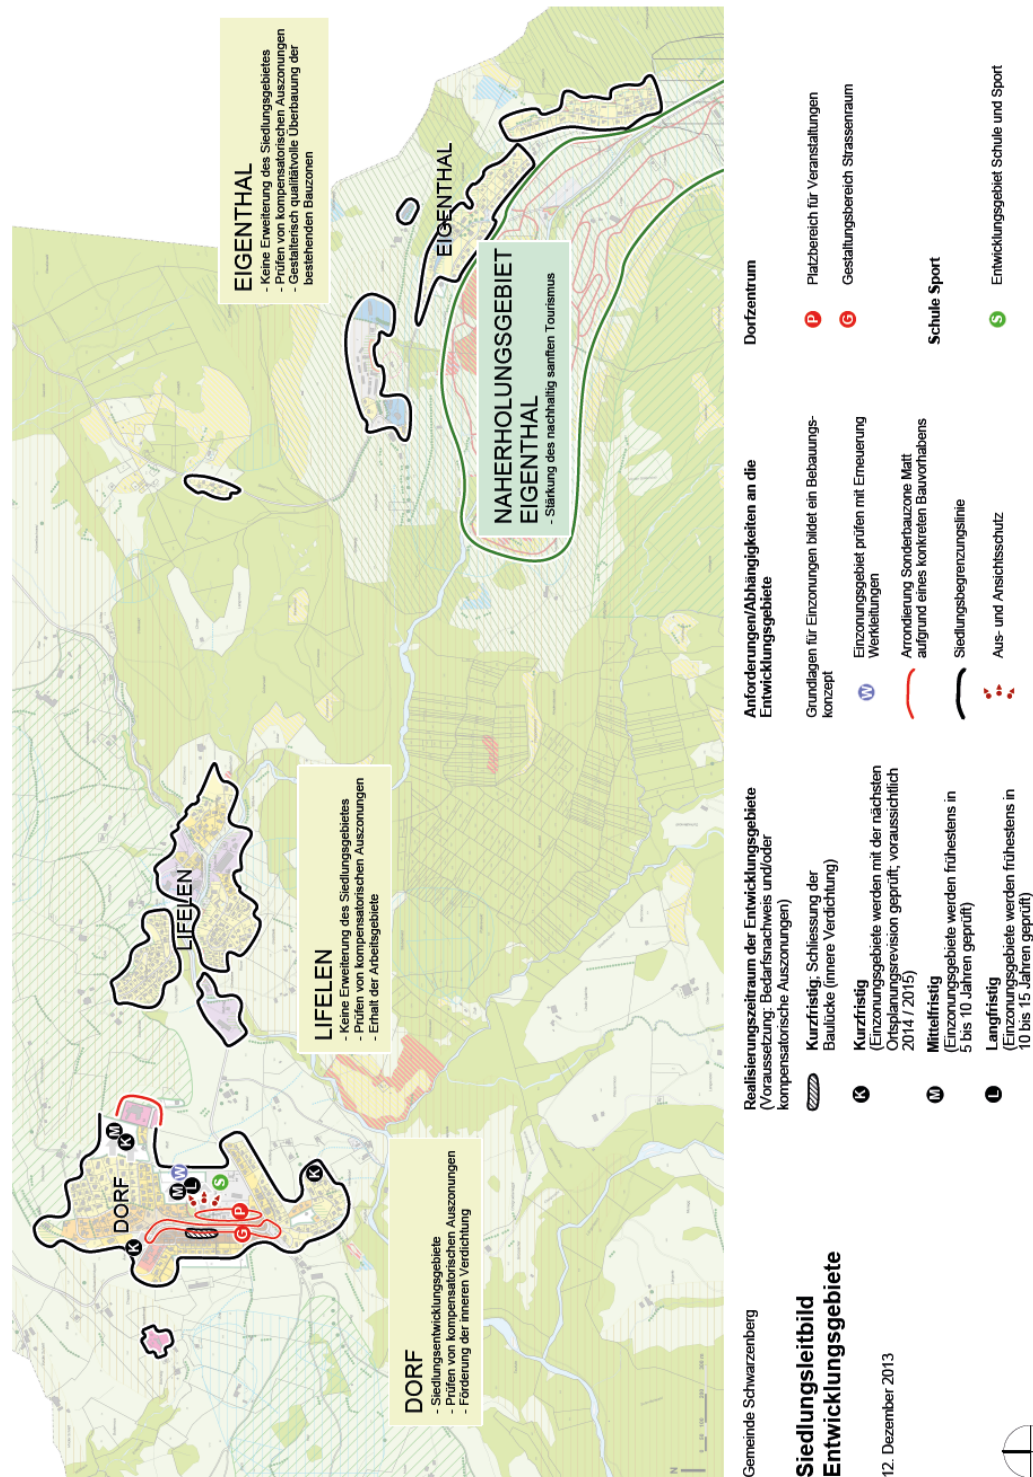 EIGENTHAL
- Keine Erweiterung des Siedlungsgebietes
- Prüfen von kompensatorischen Auszonungen
- Gestalterisch qualitätvolle Überbauung der
bestehenden Bauzonen
EIGENTHAL
NAHERHOLUNGSGEBIET
EIGENTHAL
- Stärkung des nachhaltig sanften Tourismus
LIFELEN
LIFELEN
- Keine Erweiterung des Siedlungsgebietes
- Prüfen von kompensatorischen Auszonungen
- Erhalt der Arbeitsgebiete
DORF
K
M
K
M
W
L
S
P
G
K
DORF
- Siedlungsentwicklungsgebiete
- Prüfen von kompensatorischen Auszonungen
- Förderung der inneren Verdichtung
N
Gemeinde Schwarzenberg
Siedlungsleitbild
Entwicklungsgebiete
12. Dezember 2013
Realisierungszeitraum der Entwicklungsgebiete
(Voraussetzung: Bedarfsnachweis und/oder
kompensatorische Auszonungen)
Kurzfristig: Schliessung der
Baulücke (innere Verdichtung)
K Kurzfristig
(Einzonungsgebiete werden mit der nächsten
Ortsplanungsrevision geprüft, voraussichtlich
2014 / 2015)
M Mittelfristig
(Einzonungsgebiete werden frühestens in
5 bis 10 Jahren geprüft)
L Langfristig
(Einzonungsgebiete werden frühestens in
10 bis 15 Jahren geprüft)
Anforderungen/Abhängigkeiten an die
Entwicklungsgebiete
Grundlagen für Einzonungen bildet ein Bebauungs-
konzept
W Einzonungsgebiet prüfen mit Erneuerung
Werkleitungen
Arrondierung Sonderbauzone Matt
aufgrund eines konkreten Bauvorhabens
Siedlungsbegrenzungslinie
Aus- und Ansichtsschutz
Dorfzentrum
P Platzbereich für Veranstaltungen
G Gestaltungsbereich Strassenraum
Schule Sport
S Entwicklungsgebiet Schule und Sport